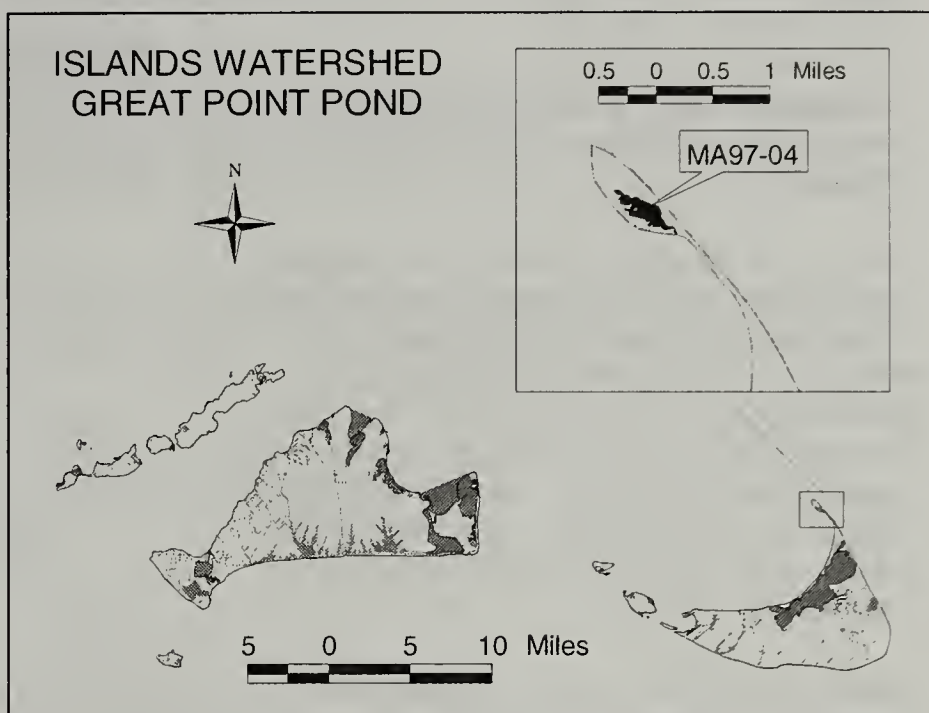 ISLANDS WATERSHED
GREAT POINT POND
N
0.5 0 0.5 1 Miles
MA97-04
5 0 5 10 Miles